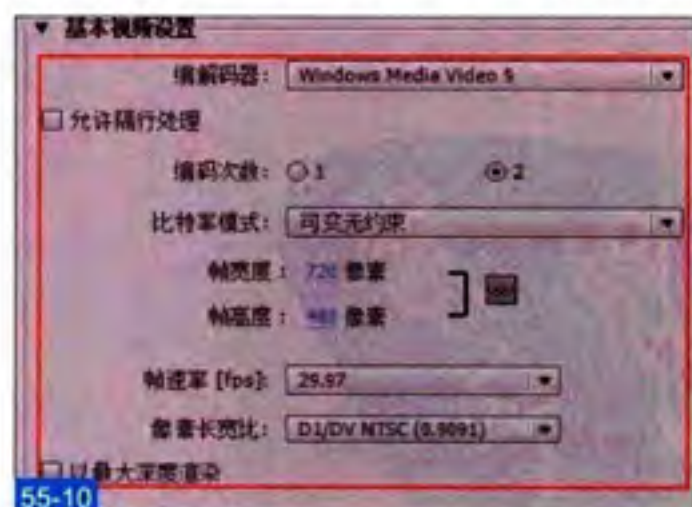 ▼ 基本视频设置
编解码器： Windows Media Video
允许隔行处理
编码次数： 1 2
比特率模式： 可变无约束
帧宽度： 720 像素
帧高度： 像素
帧速率 [fps]: 29.97
像素长宽比： D1/DV NTSC (0.9091)
以最大深度渲染
55-10